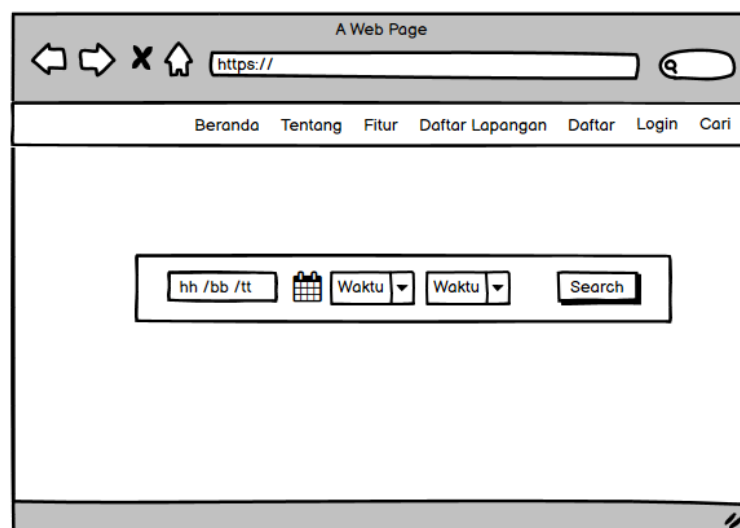 A Web Page
https://
Beranda Tentang Fitur Daftar Lapangan Daftar Login Cari
hh /bb /tt Waktu Waktu Search